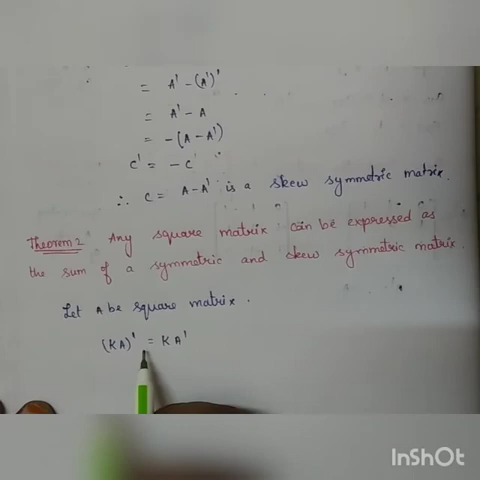 = A' - (A')'
= A' - A
= -(A - A')
C' = - C
∴ C = A - A' is a skew symmetric matrix.
Theorem 2 Any square matrix can be expressed as
the sum of a symmetric and skew symmetric matrix.
Let A be square matrix.
(KA)' = KA'
InShOt